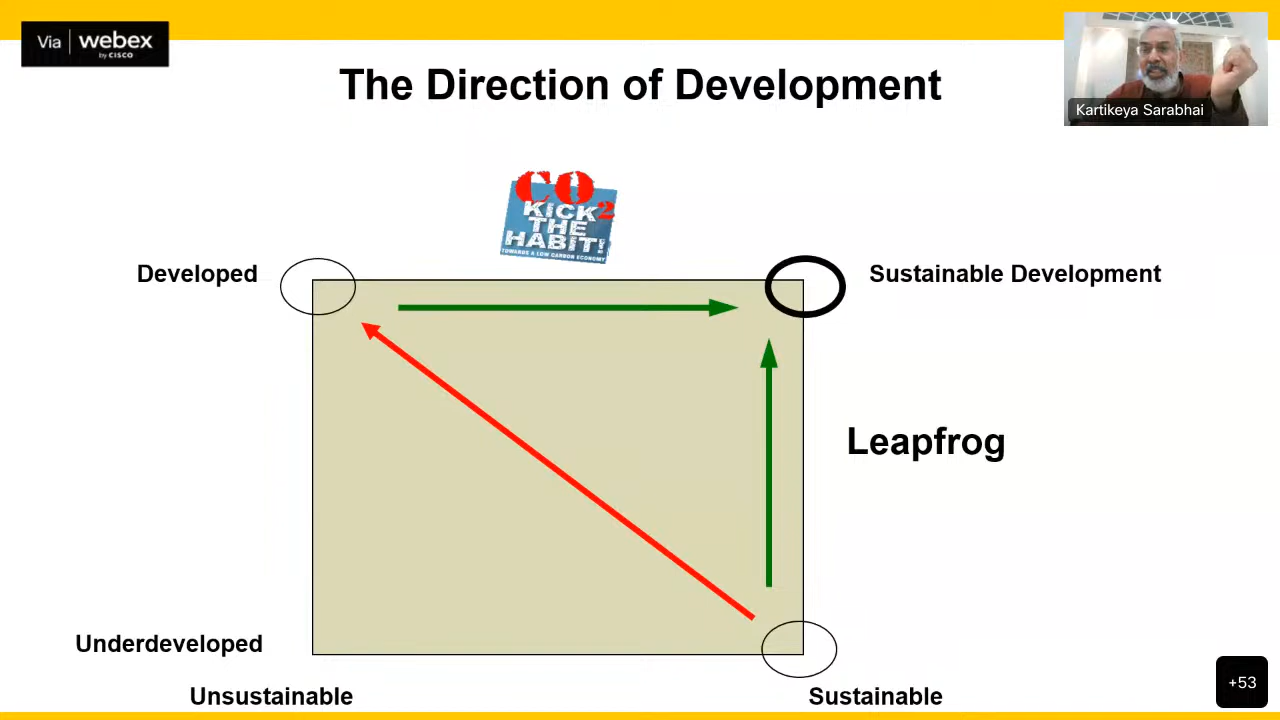 Via webex
by CISCO
The Direction of Development
Kartikeya Sarabhai
CO2
KICK
THE
HABIT!
TOWARDS A LOW CARBON ECONOMY
Developed
Sustainable Development
Leapfrog
Underdeveloped
Unsustainable
Sustainable
+53